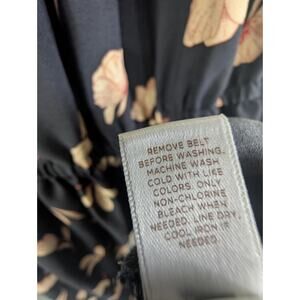 REMOVE BELT
BEFORE WASHING.
MACHINE WASH
COLD WITH LIKE
COLORS. ONLY
NON-CHLORINE
BLEACH WHEN
NEEDED. LINE DRY.
COOL IRON IF
NEEDED.